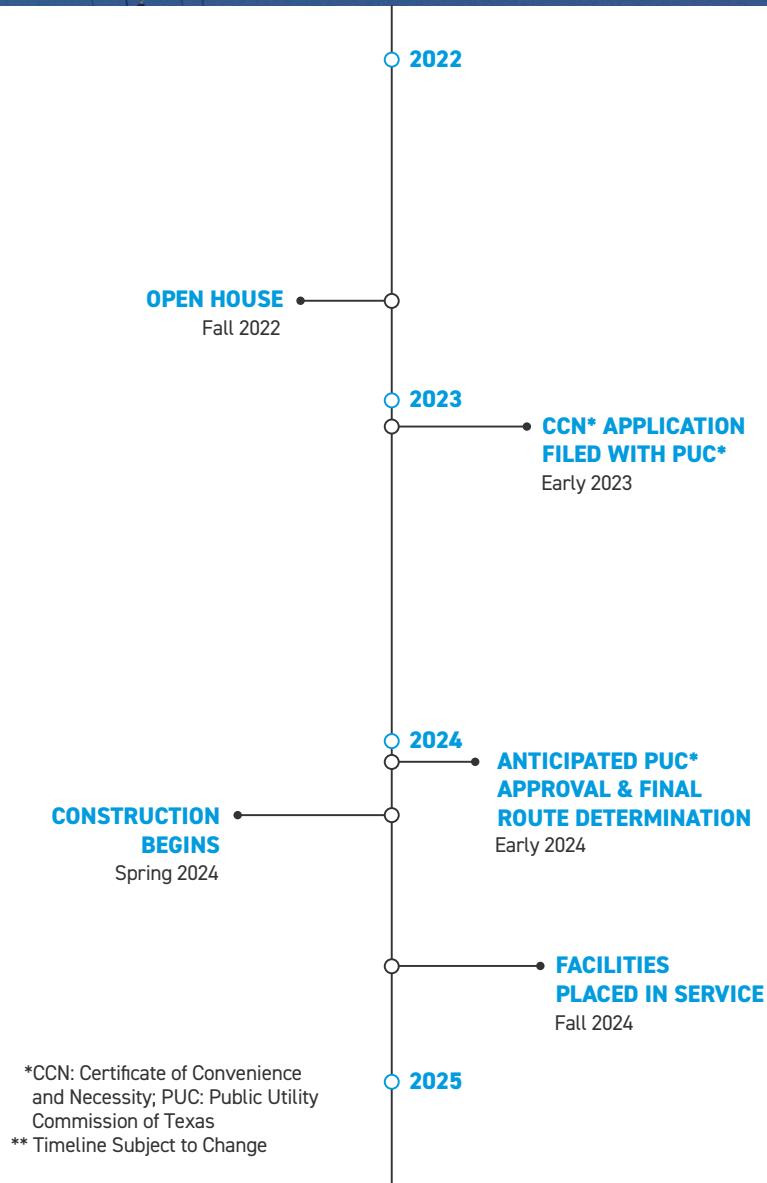 2022
OPEN HOUSE
Fall 2022
2023
CCN* APPLICATION
FILED WITH PUC*
Early 2023
2024
ANTICIPATED PUC*
APPROVAL & FINAL
ROUTE DETERMINATION
Early 2024
CONSTRUCTION
BEGINS
Spring 2024
FACILITIES
PLACED IN SERVICE
Fall 2024
2025
*CCN: Certificate of Convenience
and Necessity; PUC: Public Utility
Commission of Texas
** Timeline Subject to Change